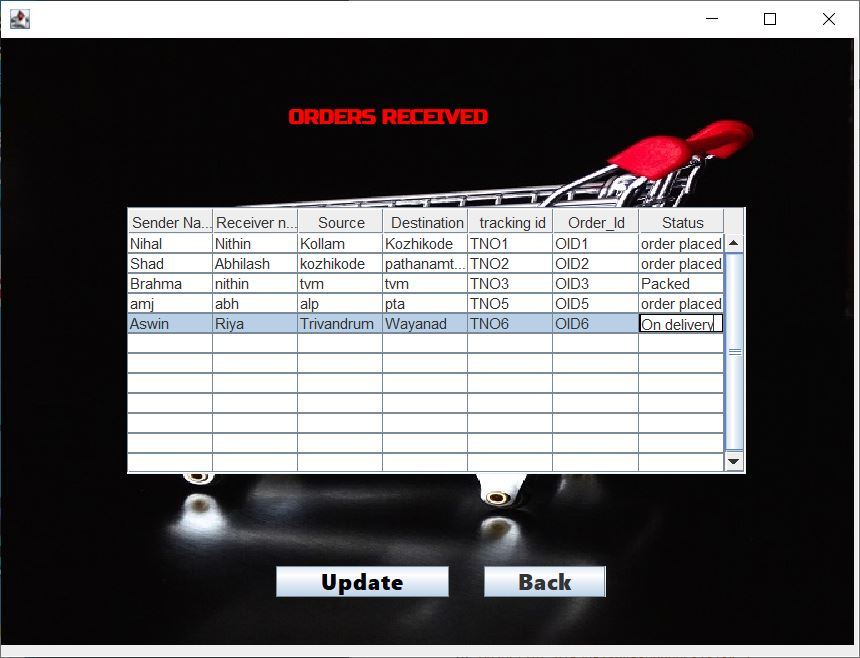 ORDERS RECEIVED
Sender Na... Receiver n... Source Destination tracking id Order_Id Status
Nihal Nithin Kollam Kozhikode TNO1 OID1 order placed
Shad Abhilash kozhikode pathanamt... TNO2 OID2 order placed
Brahma nithin tvm tvm TNO3 OID3 Packed
amj abh alp pta TNO5 OID5 order placed
Aswin Riya Trivandrum Wayanad TNO6 OID6 On delivery
Update Back